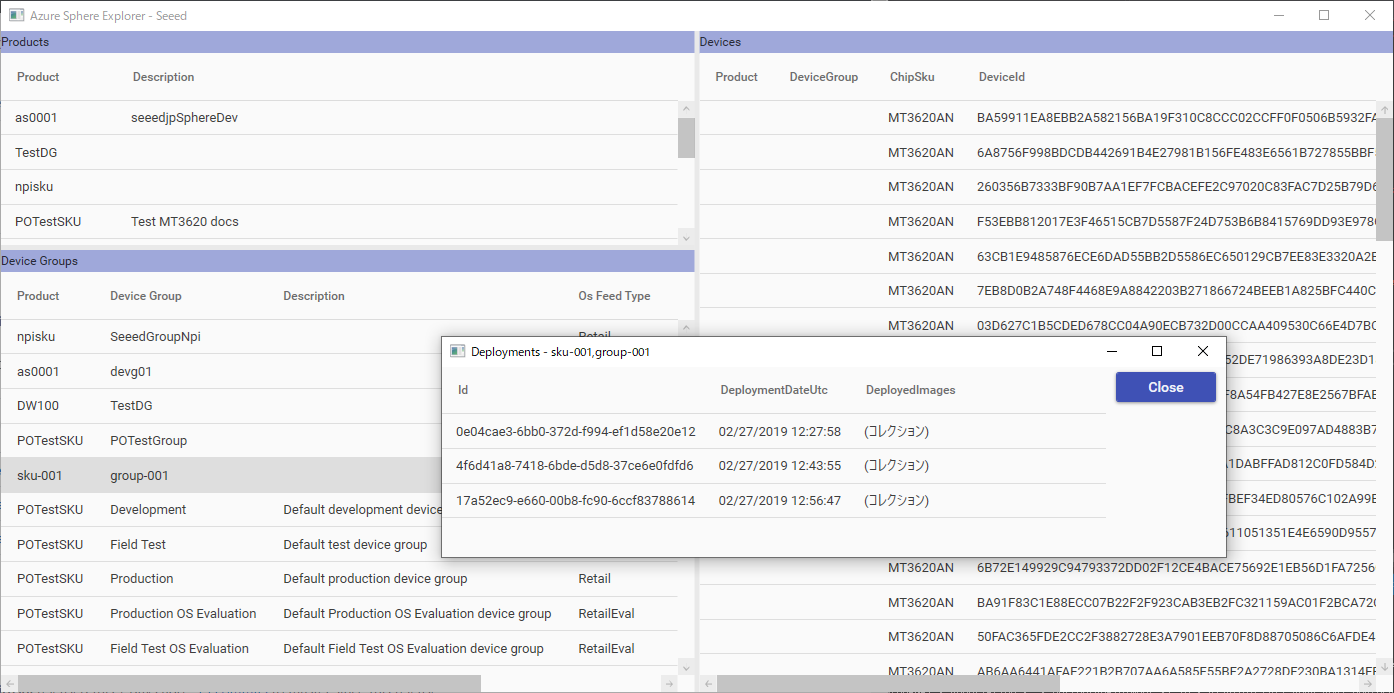 Azure Sphere Explorer - Seeed
Products
Product Description
as0001 seeedjpSphereDev
TestDG
npisku
POTestSKU Test MT3620 docs
Device Groups
Product Device Group Description Os Feed Type
npisku SeeedGroupNpi Retail
as0001 devg01
DW100 TestDG
POTestSKU POTestGroup
sku-001 group-001
POTestSKU Development Default development device
POTestSKU Field Test Default test device group
POTestSKU Production Default production device group Retail
POTestSKU Production OS Evaluation Default Production OS Evaluation device group RetailEval
POTestSKU Field Test OS Evaluation Default Field Test OS Evaluation device group RetailEval
Devices
Product DeviceGroup ChipSku DeviceId
MT3620AN BA59911EA8EBB2A582156BA19F310C8CCC02CCFF0F0506B5932FA
MT3620AN 6A8756F998BDCDB442691B4E27981B156FE483E6561B727855BBF
MT3620AN 260356B7333BF90B7AA1EF7FCBACEFE2C97020C83FAC7D25B79D6
MT3620AN F53EBB812017E3F46515CB7D5587F24D753B6B8415769DD93E978
MT3620AN 63CB1E9485876ECE6DAD55BB2D5586EC650129CB7EE83E3320A2E
MT3620AN 7EB8D0B2A748F4468E9A8842203B271866724BEEB1A825BFC440C
MT3620AN 03D627C1B5CDED678CC04A90ECB732D00CCAA409530C66E4D7B0
52DE71986393A8DE23D1
F8A54FB427E8E2567BFAE
C8A3C3C9E097AD4883B7
1DABFFAD812C0FD584D
BEF34ED80576C102A99E
611051351E4E6590D9557
MT3620AN 6B72E149929C94793372DD02F12CE4BACE75692E1EB56D1FA7256
MT3620AN BA91F83C1E88ECC07B22F2F923CAB3EB2FC321159AC01F2BCA720
MT3620AN 50FAC365FDE2CC2F3882728E3A7901EEB70F8D88705086C6AFDE4
MT3620AN AB6AA6441AFAF221B2B707AA6A585F55BF2A2728DF230BA1314FF
Deployments - sku-001,group-001
Id DeploymentDateUtc DeployedImages
Close
0e04cae3-6bb0-372d-f994-ef1d58e20e12 02/27/2019 12:27:58 (コレクション)
4f6d41a8-7418-6bde-d5d8-37ce6e0fdfd6 02/27/2019 12:43:55 (コレクション)
17a52ec9-e660-00b8-fc90-6ccf83788614 02/27/2019 12:56:47 (コレクション)